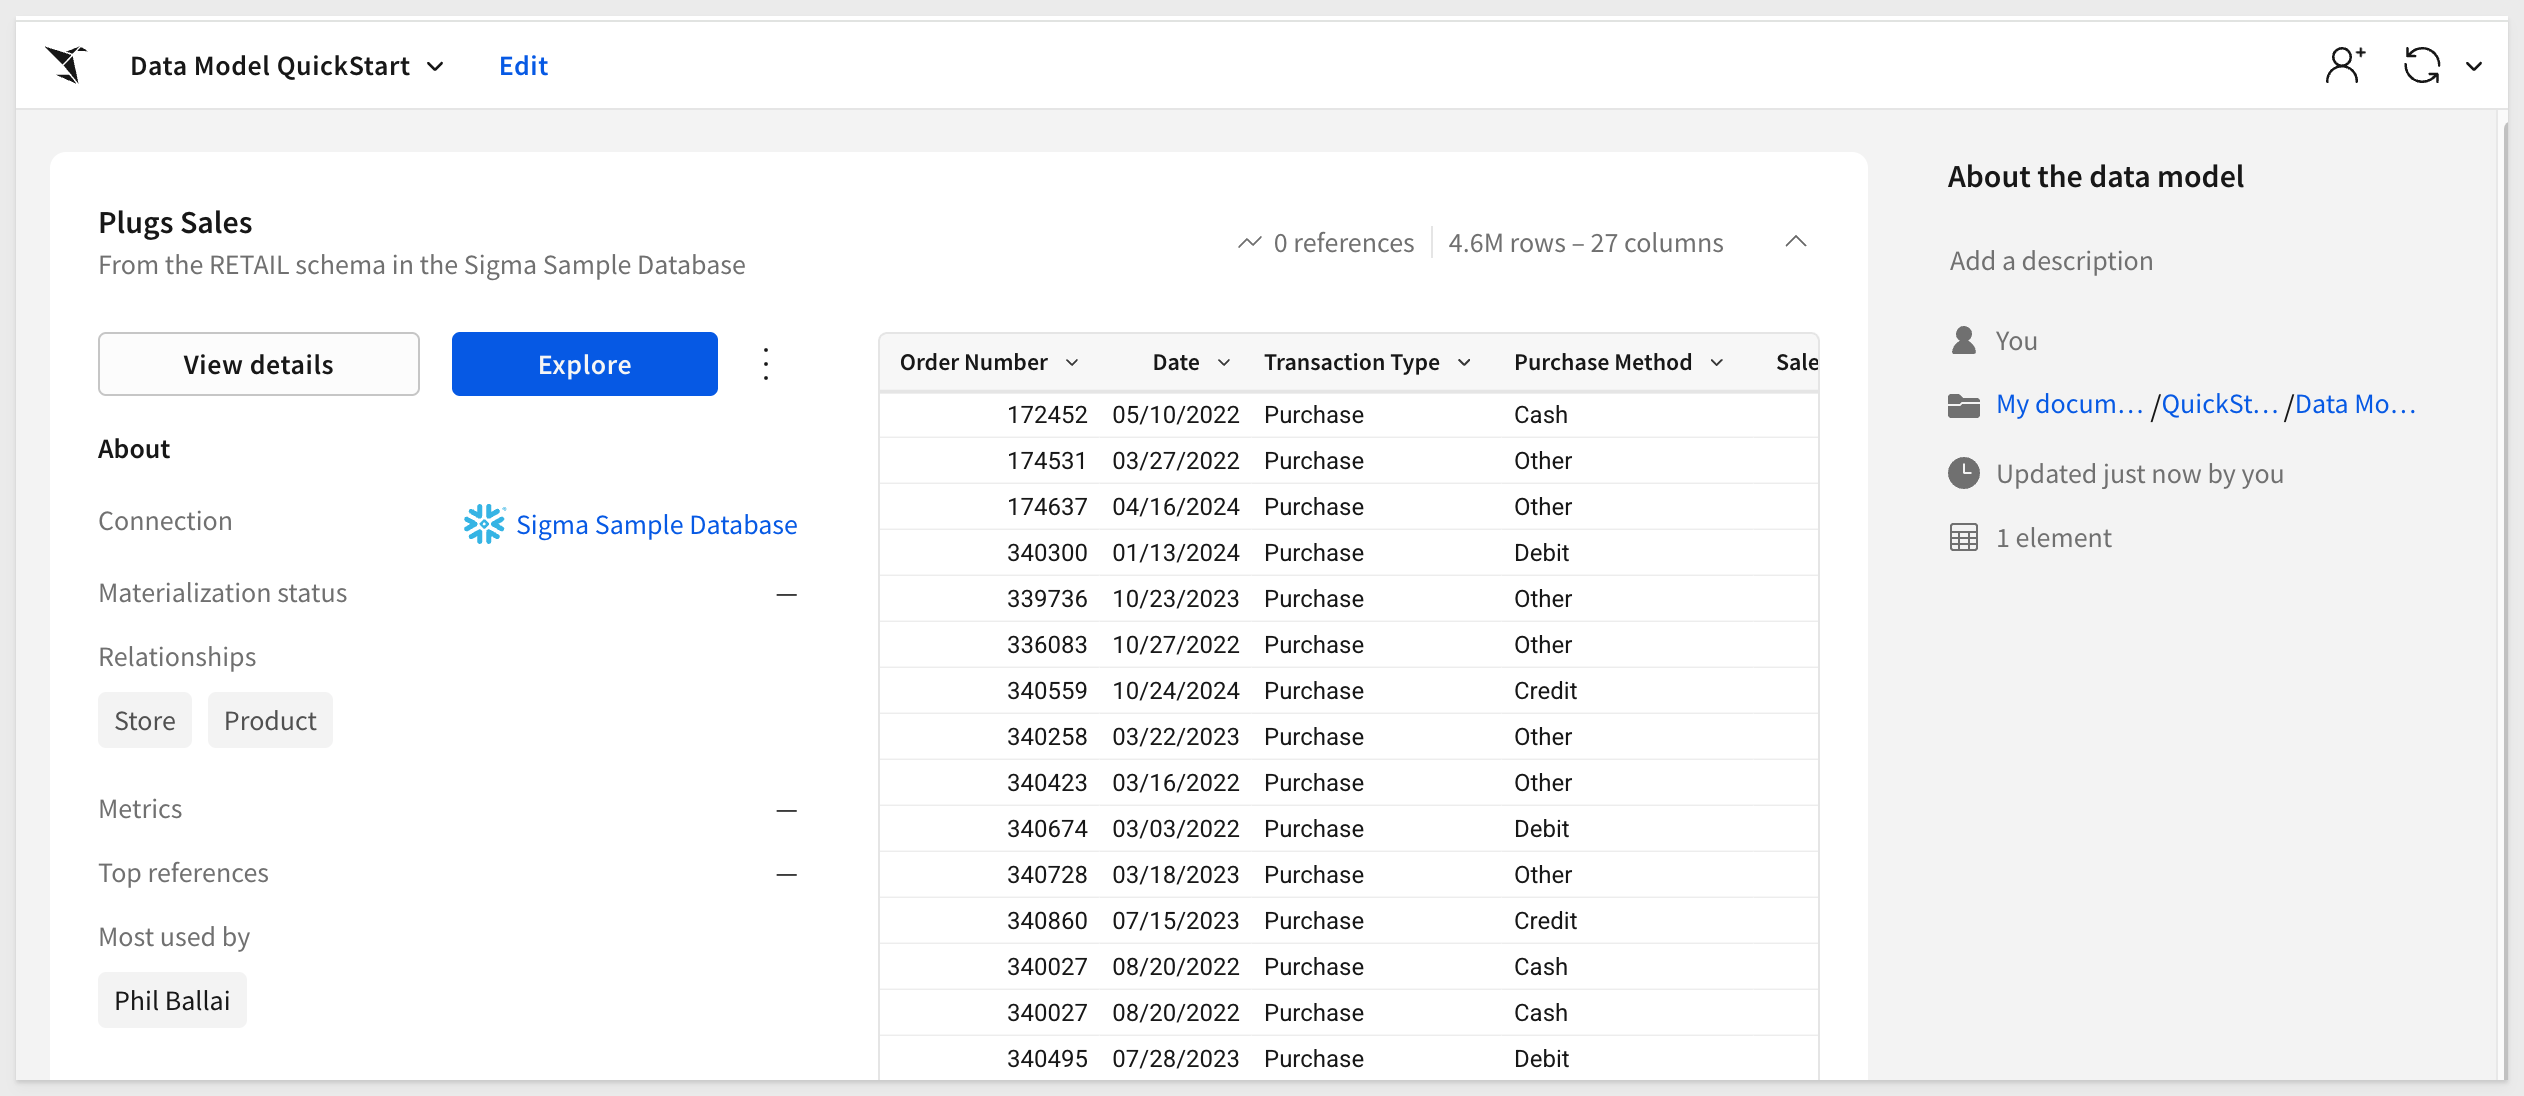 Data Model QuickStart Edit
Plugs Sales
From the RETAIL schema in the Sigma Sample Database
0 references 4.6M rows – 27 columns
View details Explore
About
Connection Sigma Sample Database
Materialization status —
Relationships
Store Product
Metrics —
Top references —
Most used by
Phil Ballai
Order Number Date Transaction Type Purchase Method Sale
172452 05/10/2022 Purchase Cash
174531 03/27/2022 Purchase Other
174637 04/16/2024 Purchase Other
340300 01/13/2024 Purchase Debit
339736 10/23/2023 Purchase Other
336083 10/27/2022 Purchase Other
340559 10/24/2024 Purchase Credit
340258 03/22/2023 Purchase Other
340423 03/16/2022 Purchase Other
340674 03/03/2022 Purchase Debit
340728 03/18/2023 Purchase Other
340860 07/15/2023 Purchase Credit
340027 08/20/2022 Purchase Cash
340027 08/20/2022 Purchase Cash
340495 07/28/2023 Purchase Debit
About the data model
Add a description
You
My docum… /QuickSt… /Data Mo…
Updated just now by you
1 element